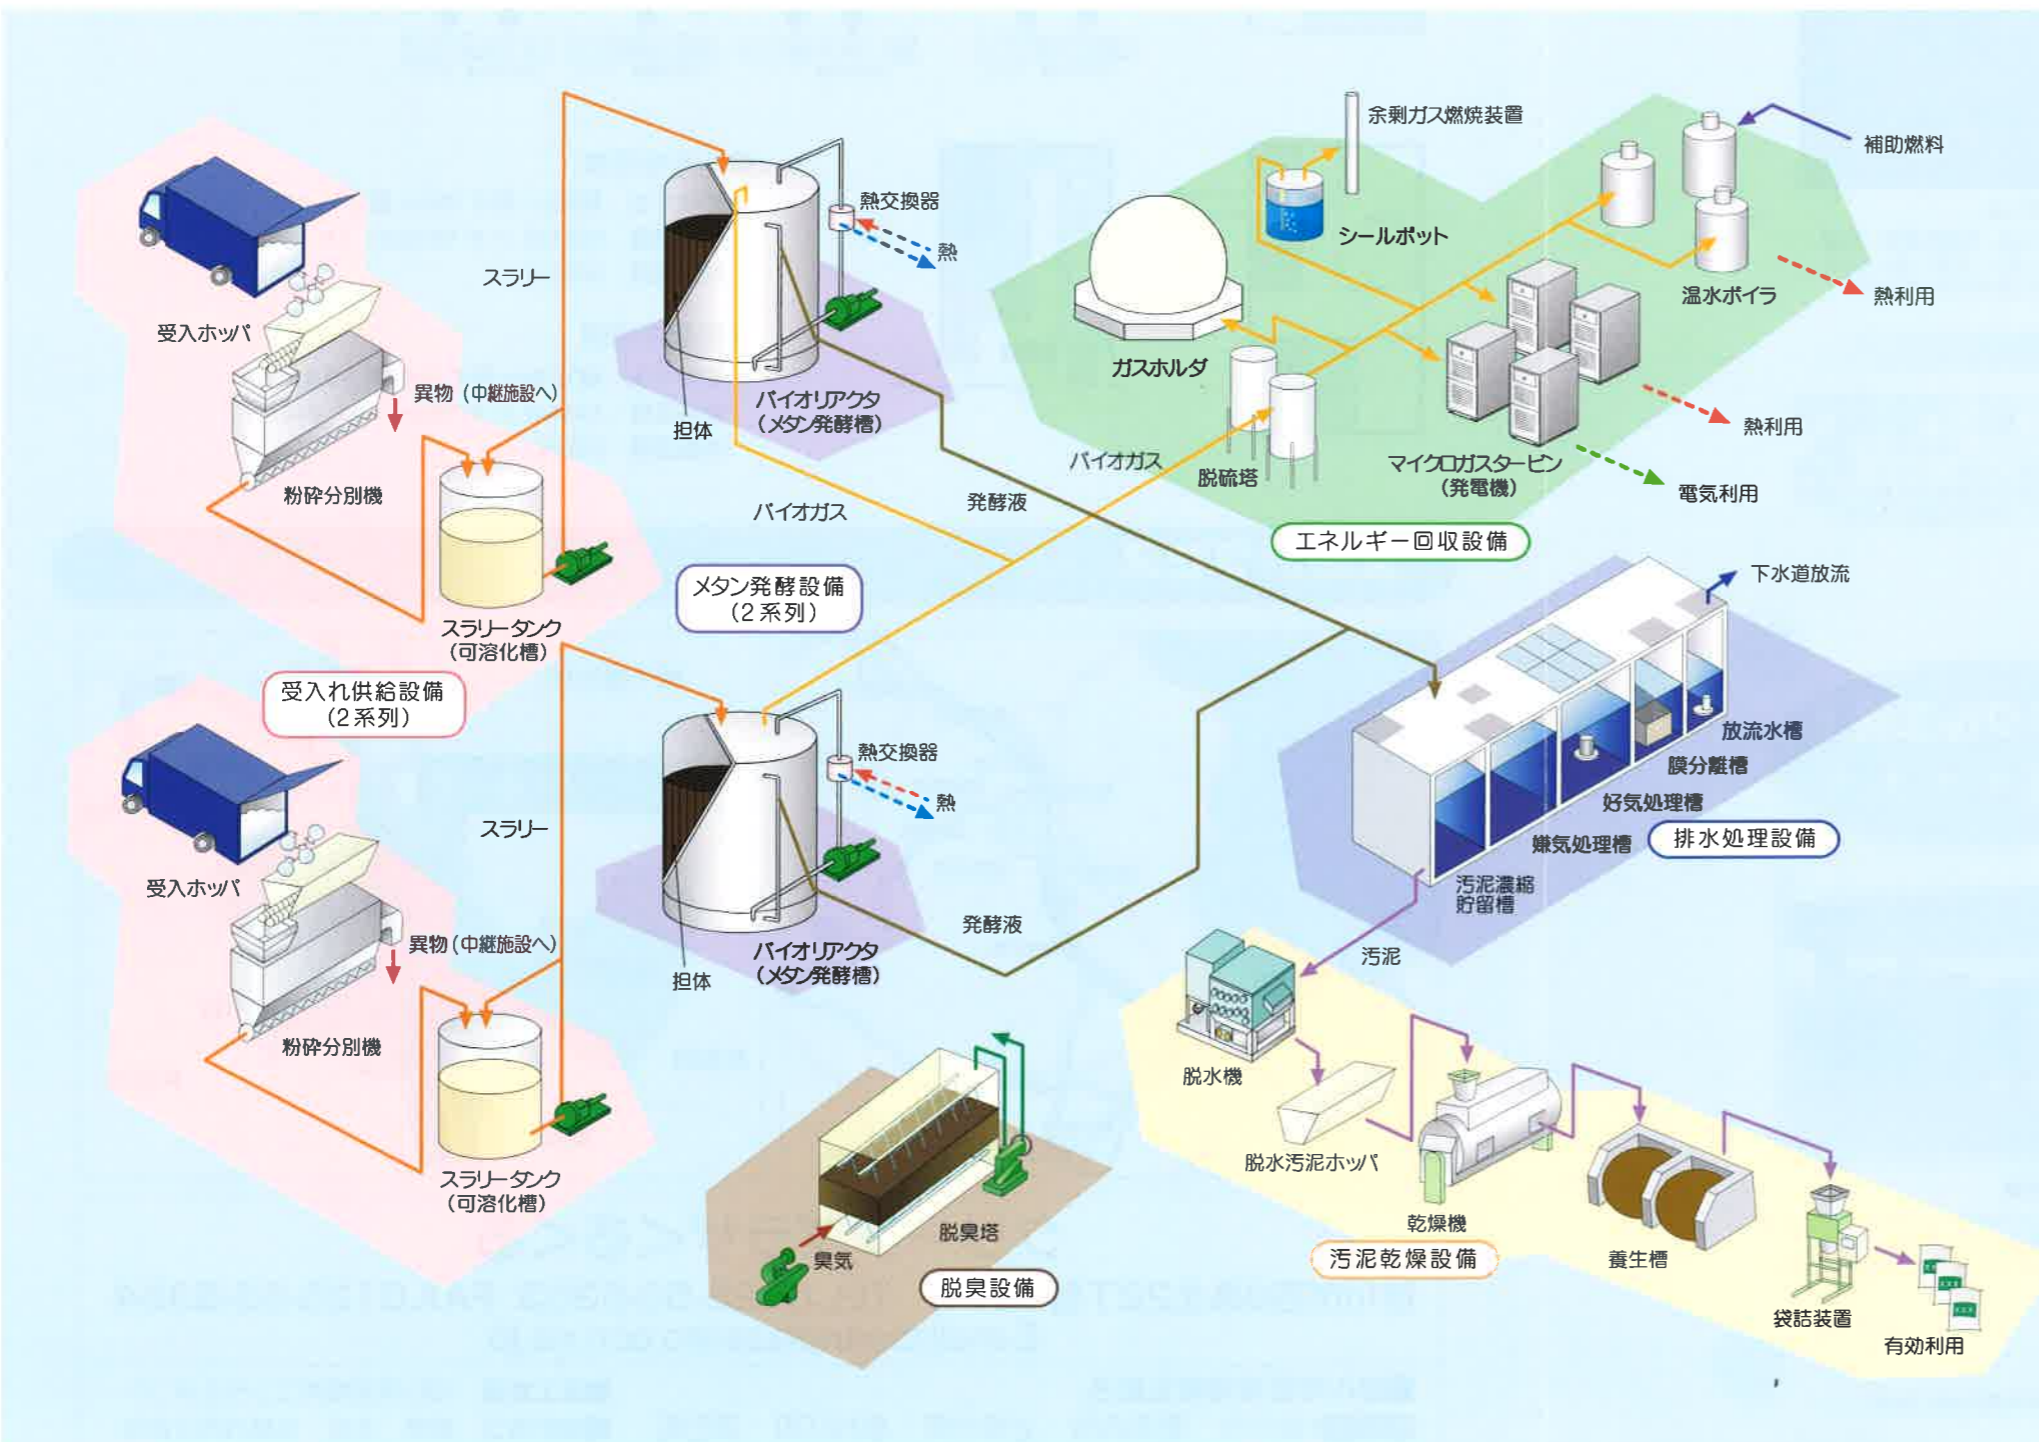 余剰ガス燃焼装置
補助燃料
熱交換器
シールポット
熱
スラリー
温水ボイラ
熱利用
受入ホッパ
ガスホルダ
異物（中継施設へ）
バイオリアクタ
（メタン発酵槽）
担体
熱利用
バイオガス
脱硫塔
マイクロガスタービン
（発電機）
電気利用
粉砕分別機
バイオガス
発酵液
エネルギー回収設備
メタン発酵設備
（2系列）
下水道放流
スラリータンク
（可溶化槽）
受入れ供給設備
（2系列）
放流水槽
熱交換器
膜分離槽
熱
好気処理槽
スラリー
嫌気処理槽
排水処理設備
受入ホッパ
汚泥濃縮
貯留槽
発酵液
異物（中継施設へ）
バイオリアクタ
（メタン発酵槽）
担体
汚泥
粉砕分別機
脱水機
脱水汚泥ホッパ
スラリータンク
（可溶化槽）
乾燥機
脱臭塔
臭気
養生槽
汚泥乾燥設備
脱臭設備
袋詰装置
有効利用